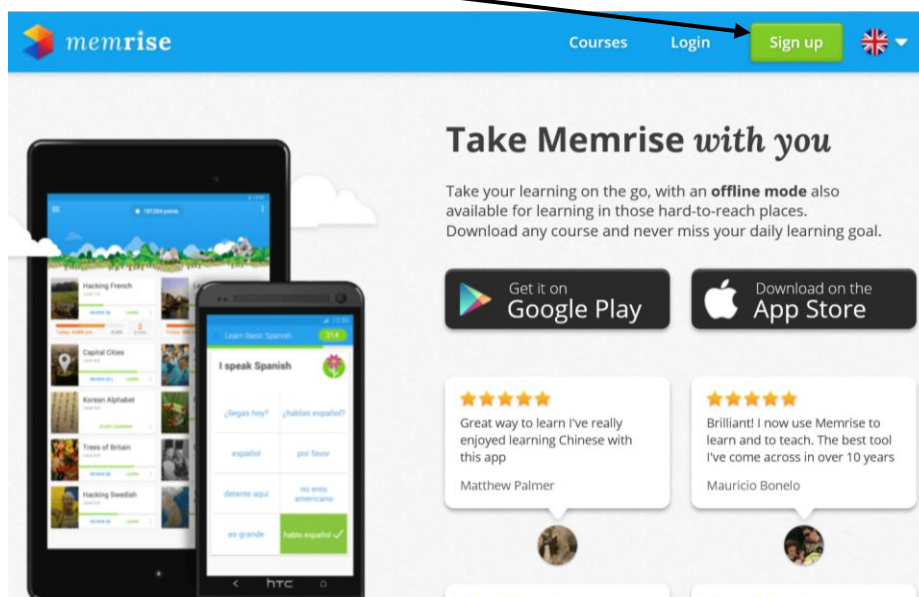 memrise
Courses
Login
Sign up
Take Memrise with you
Take your learning on the go, with an offline mode also
available for learning in those hard-to-reach places.
Download any course and never miss your daily learning goal.
Get it on
Google Play
Download on the
App Store
Great way to learn I've really
enjoyed learning Chinese with
this app
Matthew Palmer
Brilliant! I now use Memrise to
learn and to teach. The best tool
I've come across in over 10 years
Mauricio Bonelo
Hacking French
Capital Cities
Korean Alphabet
Trees of Britain
Hacking Swedish
Learn Basic Spanish
314
I speak Spanish
¿llegas hoy?
¿hablas español?
español
por favor
detente aquí
no eres
americano
es grande
hablo español
hTC